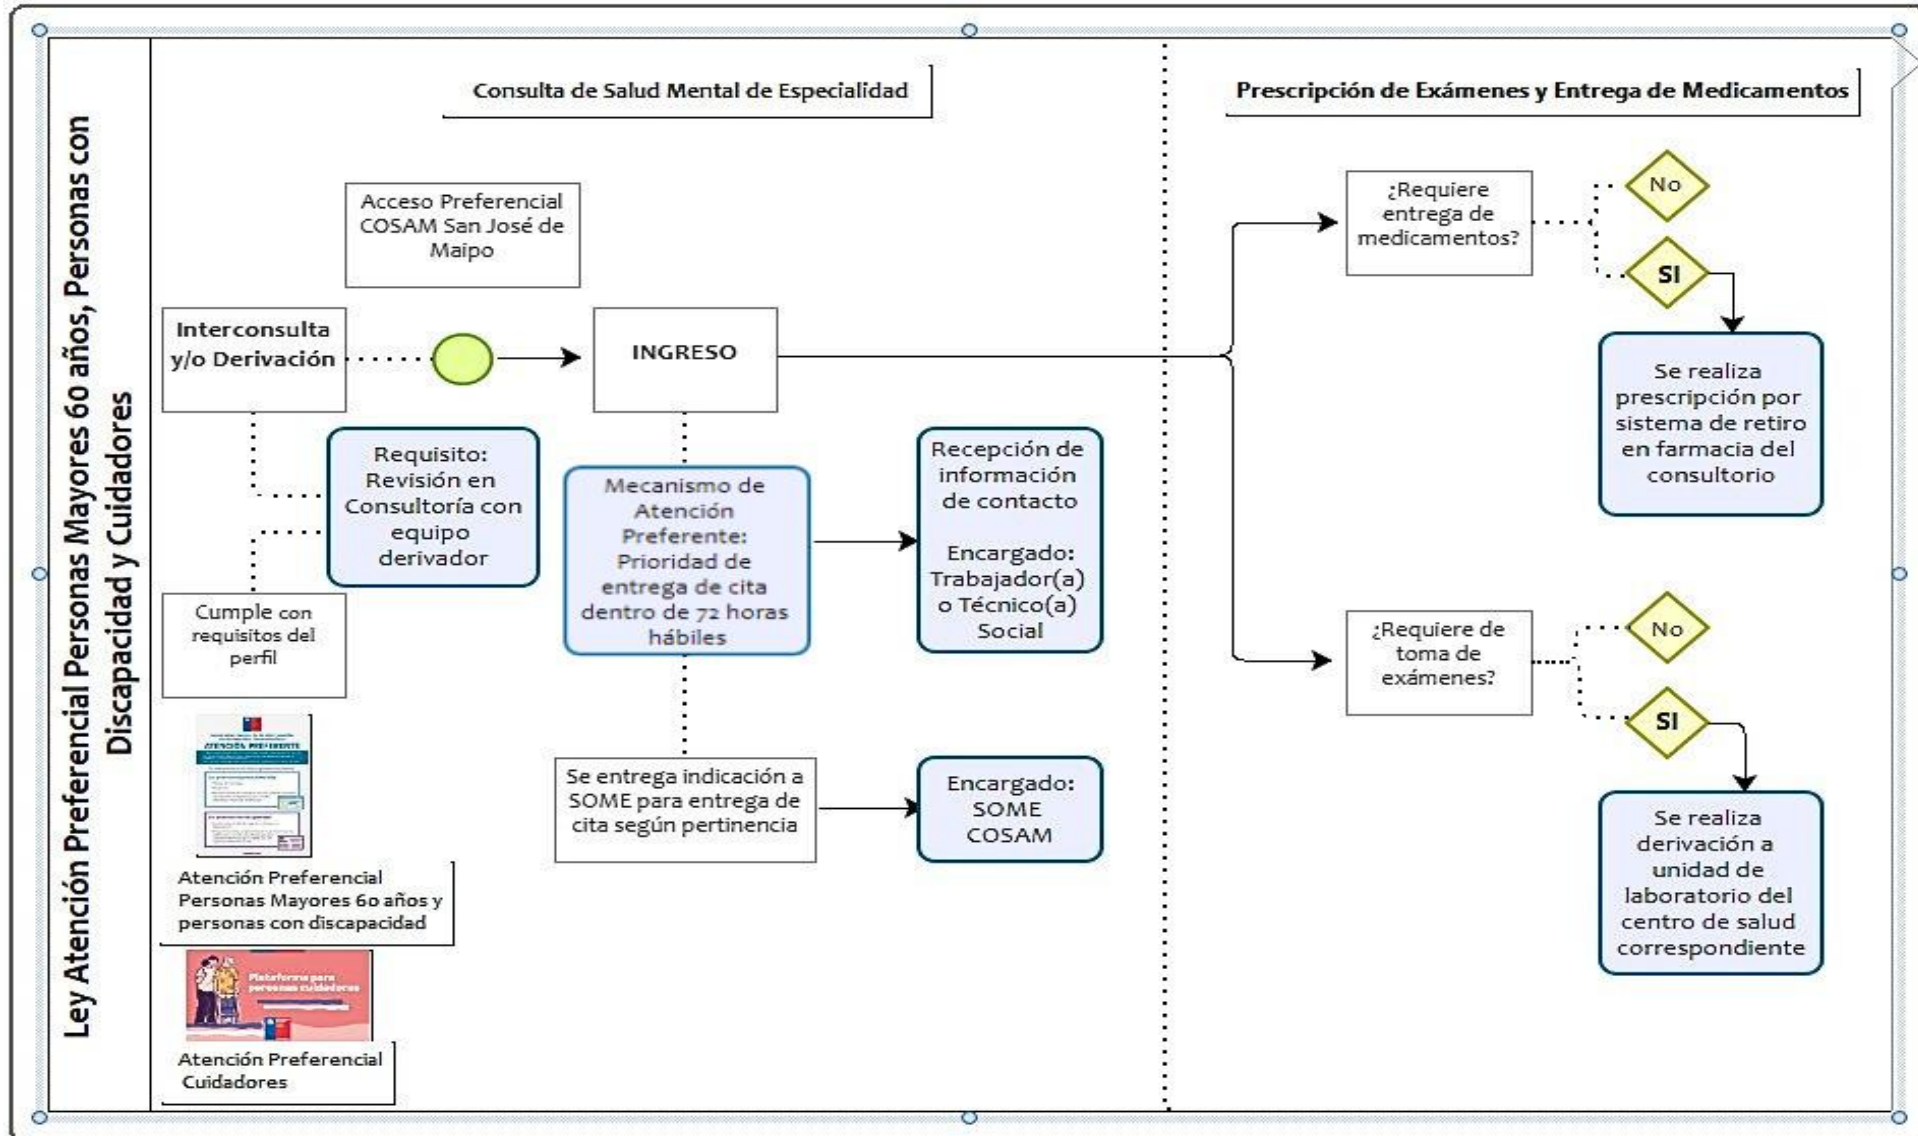 Ley Atención Preferencial Personas Mayores 60 años, Personas con
Discapacidad y Cuidadores
Consulta de Salud Mental de Especialidad
Acceso Preferencial
COSAM San José de
Maipo
Interconsulta
y/o Derivación
INGRESO
Requisito:
Revisión en
Consultoría con
equipo
derivador
Cumple con
requisitos del
perfil
Mecanismo de
Atención
Preferente:
Prioridad de
entrega de cita
dentro de 72 horas
hábiles
Recepción de
información
de contacto
Encargado:
Trabajador(a)
o Técnico(a)
Social
Se entrega indicación a
SOME para entrega de
cita según pertinencia
Encargado:
SOME
COSAM
ATENCIÓN PREFERENTE
Atención Preferencial
Personas Mayores 60 años y
personas con discapacidad
Plataforma para
personas cuidadoras
Atención Preferencial
Cuidadores
Prescripción de Exámenes y Entrega de Medicamentos
¿Requiere
entrega de
medicamentos?
No
SI
Se realiza
prescripción por
sistema de retiro
en farmacia del
consultorio
¿Requiere de
toma de
exámenes?
No
SI
Se realiza
derivación a
unidad de
laboratorio del
centro de salud
correspondiente